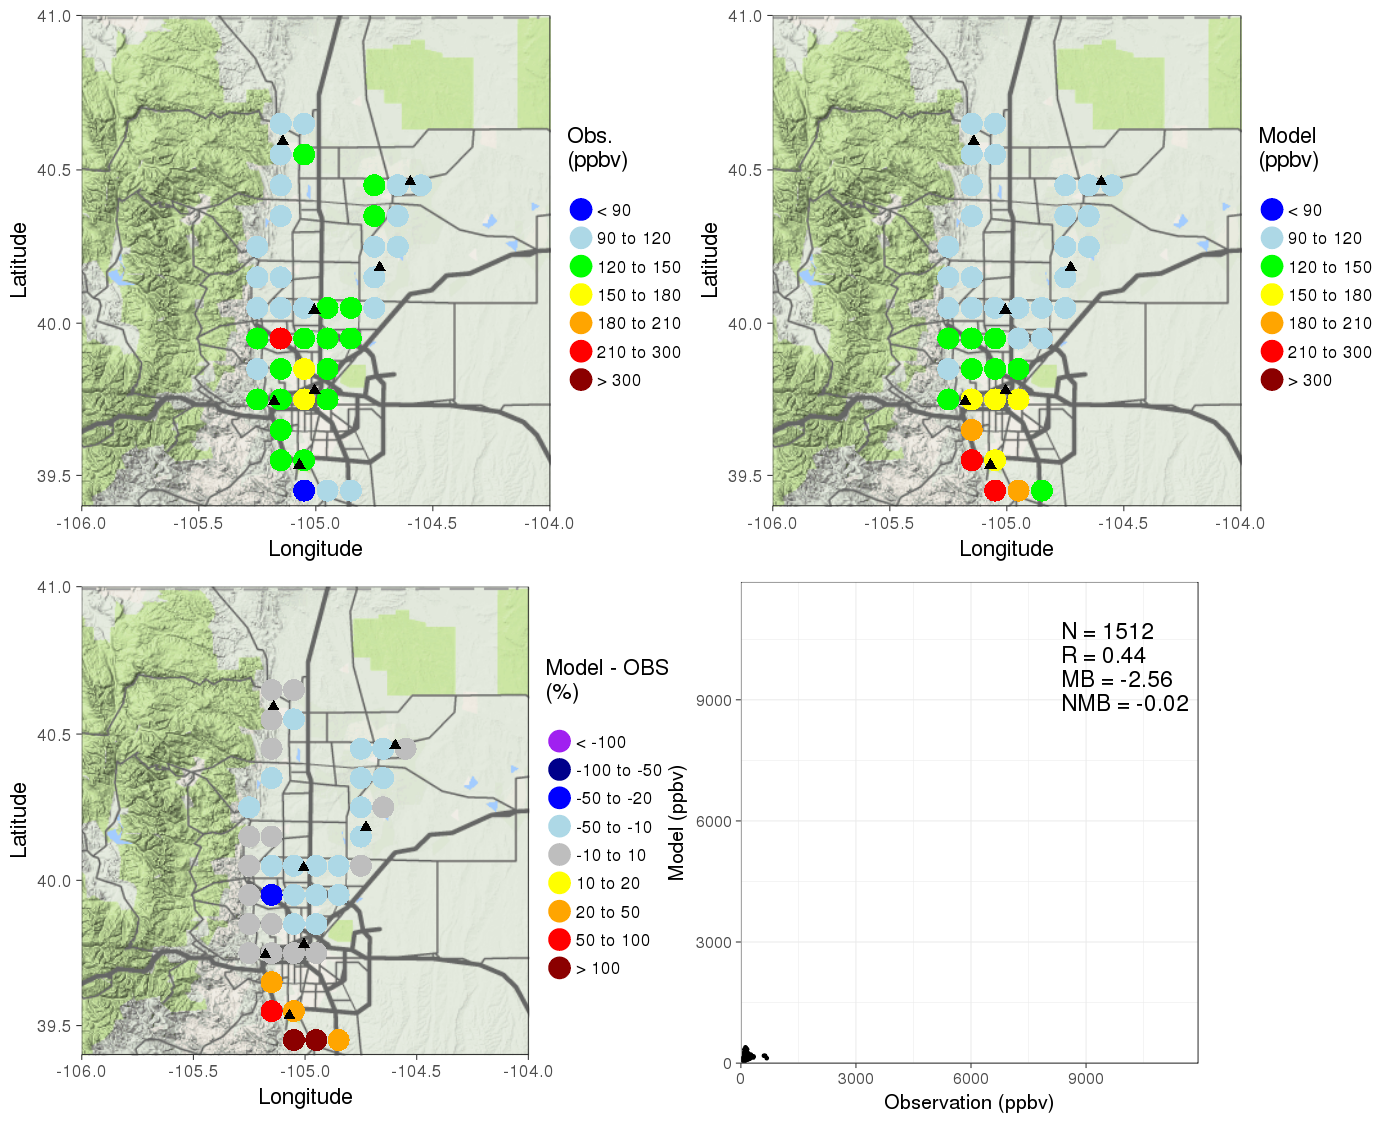 41.0
40.5
40.0
39.5
-106.0
-105.5
-105.0
-104.5
-104.0
Longitude
Latitude
Obs.
(ppbv)
< 90
90 to 120
120 to 150
150 to 180
180 to 210
210 to 300
> 300
41.0
40.5
40.0
39.5
-106.0
-105.5
-105.0
-104.5
-104.0
Longitude
Latitude
Model
(ppbv)
< 90
90 to 120
120 to 150
150 to 180
180 to 210
210 to 300
> 300
41.0
40.5
40.0
39.5
-106.0
-105.5
-105.0
-104.5
-104.0
Longitude
Latitude
Model - OBS
(%)
< -100
-100 to -50
-50 to -20
-50 to -10
-10 to 10
10 to 20
20 to 50
50 to 100
> 100
N = 1512
R = 0.44
MB = -2.56
NMB = -0.02
9000
6000
3000
0
0
3000
6000
9000
Model (ppbv)
Observation (ppbv)